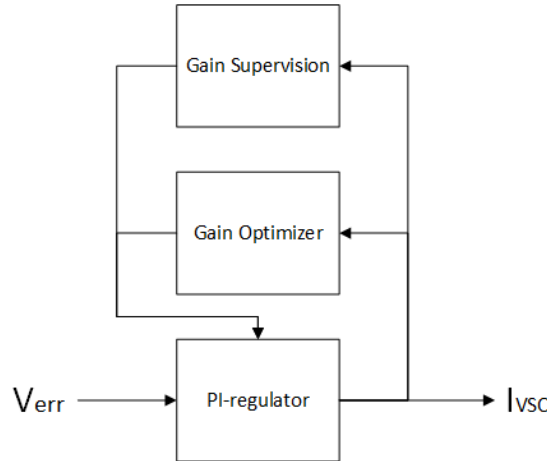 Gain Supervision
Gain Optimizer
Verr
PI-regulator
IVSC